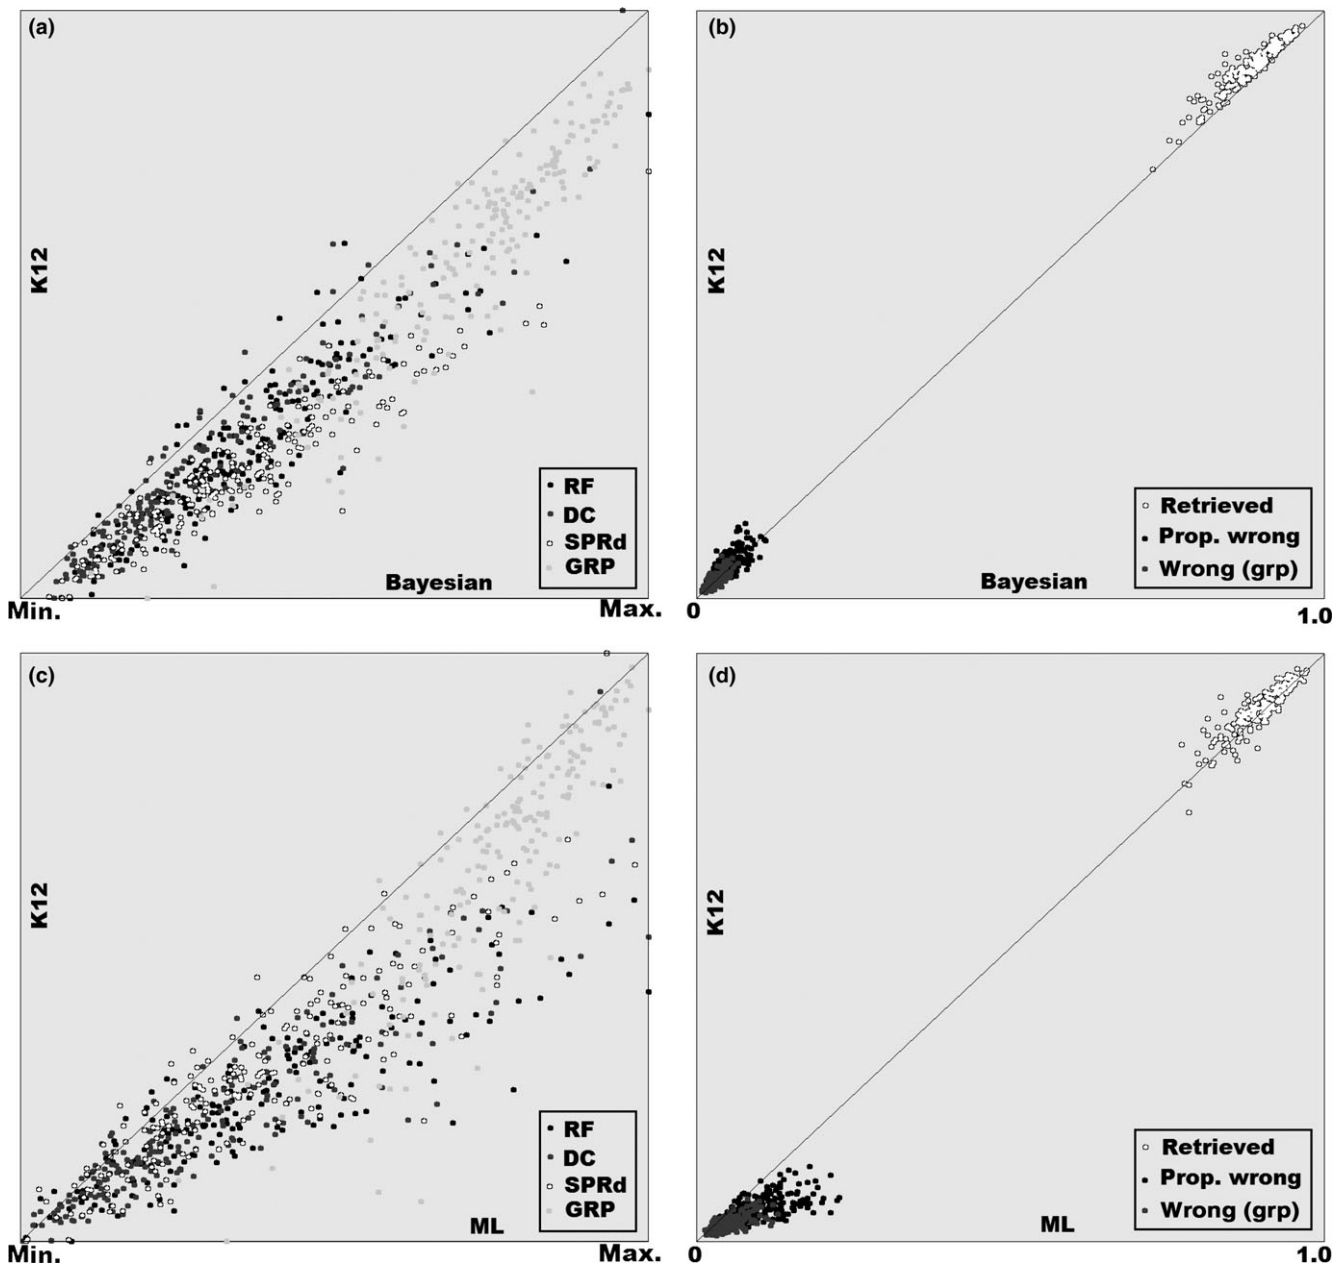 (a)
K12
RF
DC
SPRd
GRP
Bayesian
Min.
Max.
(b)
K12
Retrieved
Prop. wrong
Wrong (grp)
Bayesian
0
1.0
(c)
K12
RF
DC
SPRd
GRP
ML
Min.
Max.
(d)
K12
Retrieved
Prop. wrong
Wrong (grp)
ML
0
1.0